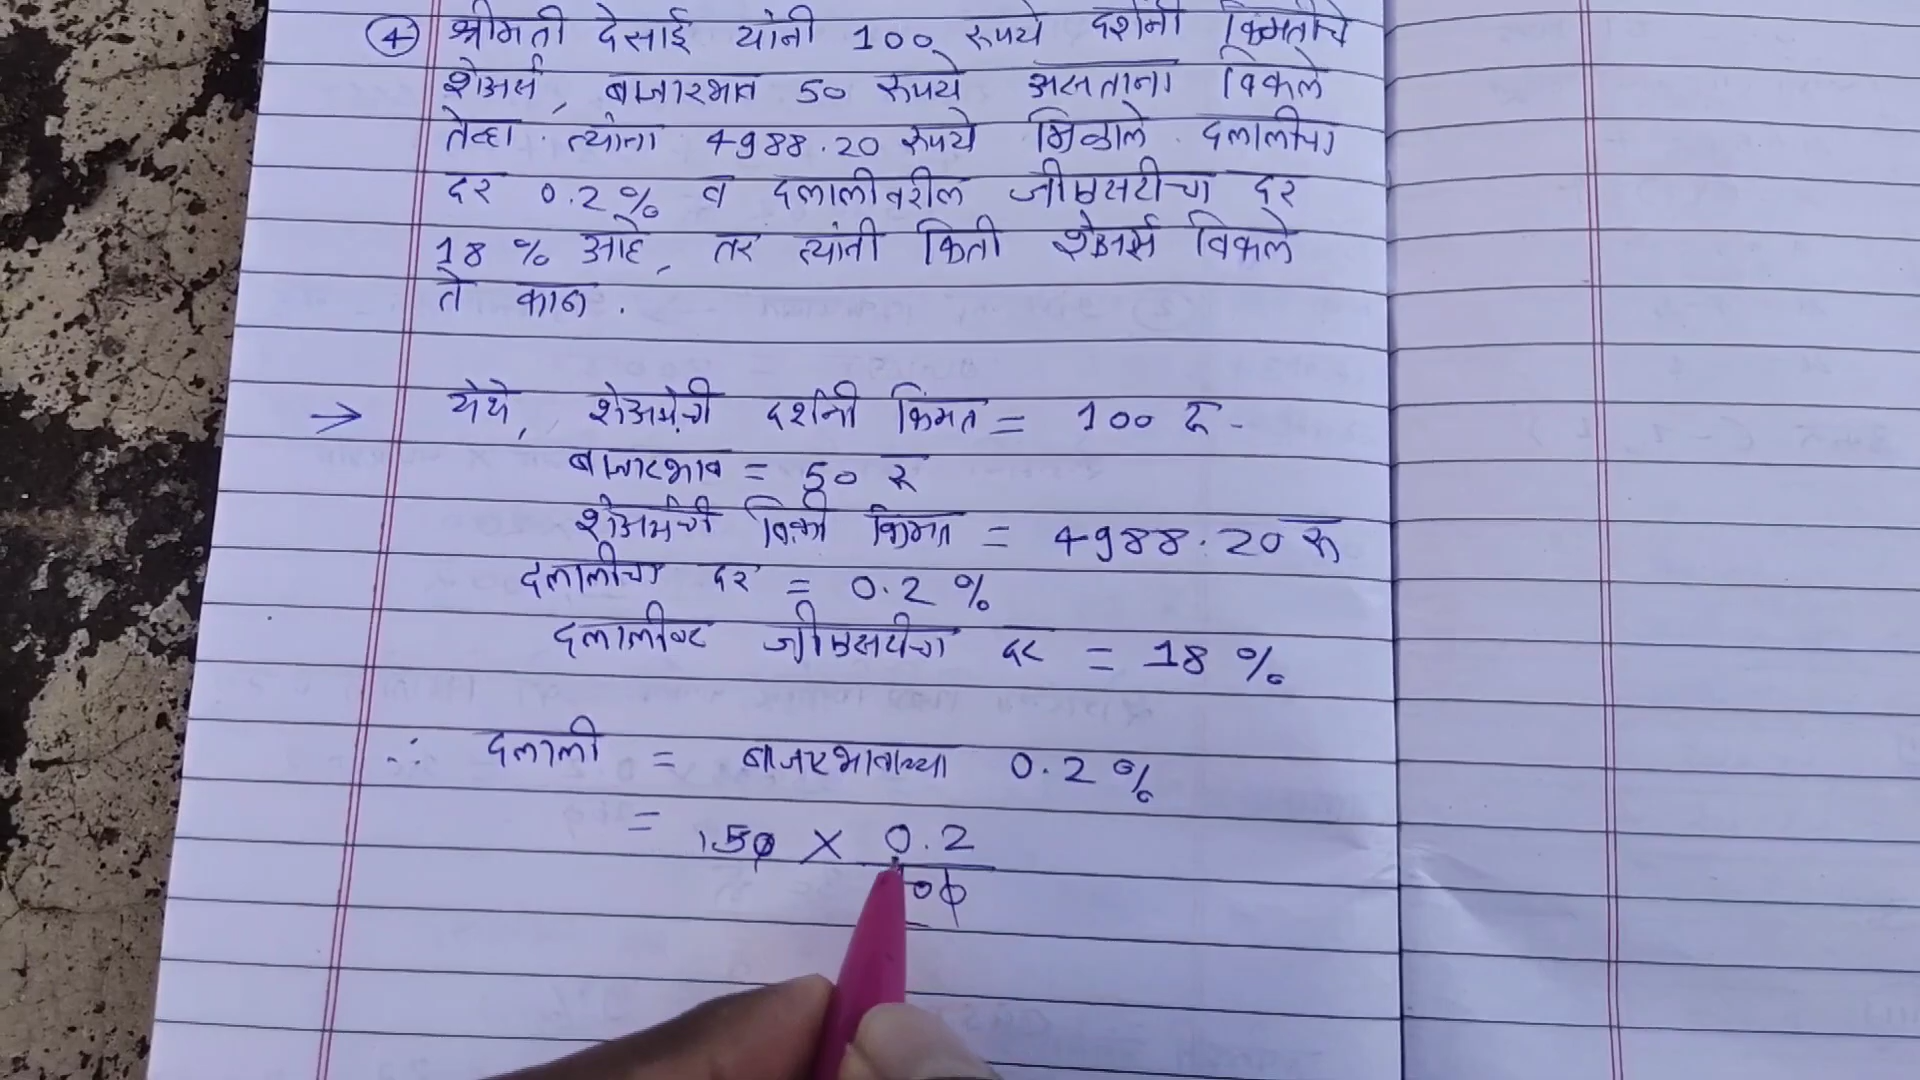 ④ श्रीमती देसाई यांनी 100 रुपये दर्शनी किमतीचे
शेअर्स, बाजारभाव 50 रुपये असताना विकले
तेव्हा त्यांना 4988.20 रुपये मिळाले. दलालीचा
दर 0.2% व दलालीवरील जीएसटीचा दर
18 % आहे, तर त्यांनी किती शेअर्स विकले
ते काढा.
→ येथे, शेअर्सची दर्शनी किंमत = 100 रु.
बाजारभाव = 50 रु
शेअर्सची विक्री किंमत = 4988.20 रु
दलालीचा दर = 0.2 %
दलालीवर जीएसटीचा दर = 18 %
∴ दलाली = बाजारभावाच्या 0.2 %
= 50 × 0.2
100